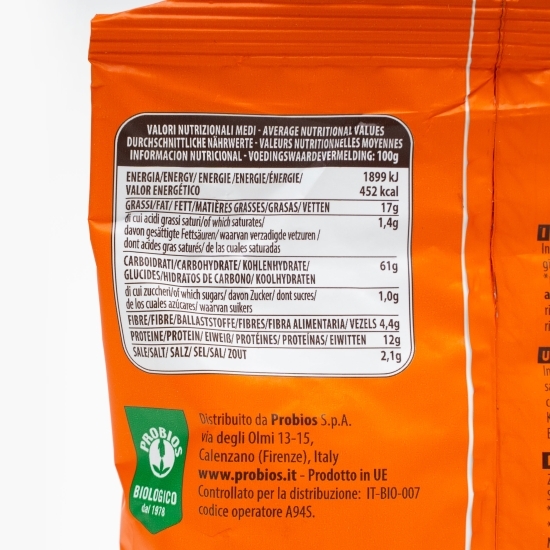 VALORI NUTRIZIONALI MEDI - AVERAGE NUTRITIONAL VALUES
DURCHSCHNITTLICHE NÄHRWERTE - VALEURS NUTRITIONNELLES MOYENNES
INFORMACION NUTRICIONAL - VOEDINGSWAARDEVERMELDING: 100g
ENERGIA/ENERGY/ ENERGIE/ENERGIE/ÉNERGIE/ 1899 kJ
VALOR ENERGÉTICO 452 kcal
GRASSI/FAT/ FETT/MATIÈRES GRASSES/GRASAS/ VETTEN 17g
di cui acidi grassi saturi/of which saturates/ 1,4g
davon gesättigte Fettsäuren/ waarvan verzadigde vetzuren /
dont acides gras saturés/ de las cuales saturadas
CARBOIDRATI/CARBOHYDRATE/ KOHLENHYDRATE/ 61g
GLUCIDES/HIDRATOS DE CARBONO/ KOOLHYDRATEN
di cui zuccheri/of which sugars/ davon Zucker/ dont sucres/ 1,0g
de los cuales azúcares/ waarvan suikers
FIBRE/FIBRE/BALLASTSTOFFE/FIBRES/FIBRA ALIMENTARIA/ VEZELS 4,4g
PROTEINE/PROTEIN/ EIWEIß/ PROTÉINES/ PROTEÍNAS/ EIWITTEN 12g
SALE/SALT/ SALZ/ SEL/SAL/ ZOUT 2,1g
PROBIOS
BIOLOGICO
dal 1978
Distribuito da Probios S.p.A.
via degli Olmi 13-15,
Calenzano (Firenze), Italy
www.probios.it - Prodotto in UE
Controllato per la distribuzione: IT-BIO-007
codice operatore A94S.